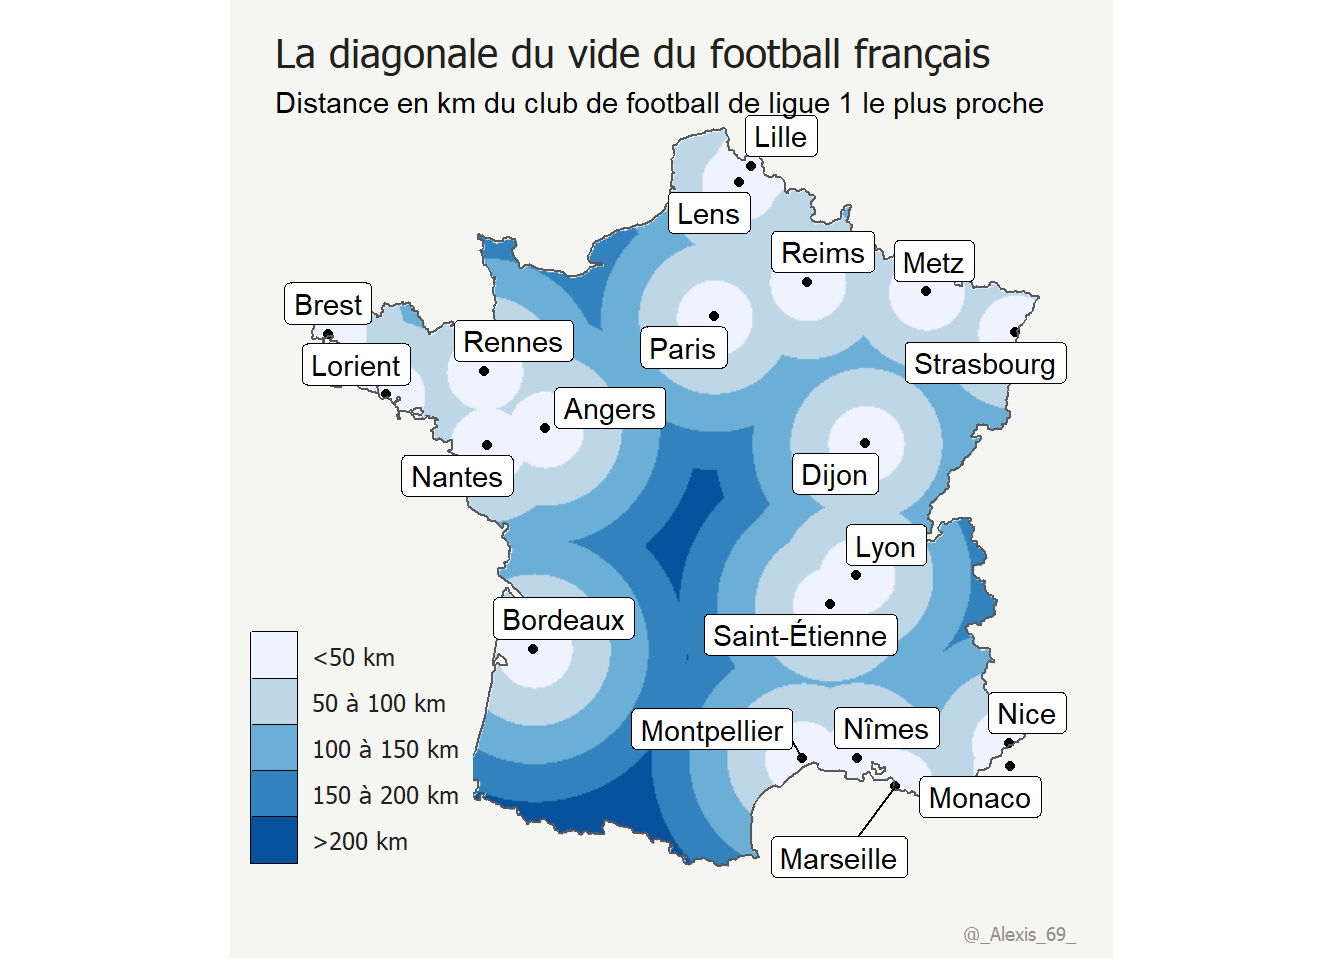 La diagonale du vide du football français
Distance en km du club de football de ligue 1 le plus proche
Lille
Lens
Reims
Metz
Brest
Rennes
Paris
Strasbourg
Lorient
Angers
Nantes
Dijon
Lyon
Bordeaux
Saint-Étienne
<50 km
50 à 100 km
100 à 150 km
150 à 200 km
>200 km
Montpellier
Nîmes
Nice
Monaco
Marseille
@_Alexis_69_